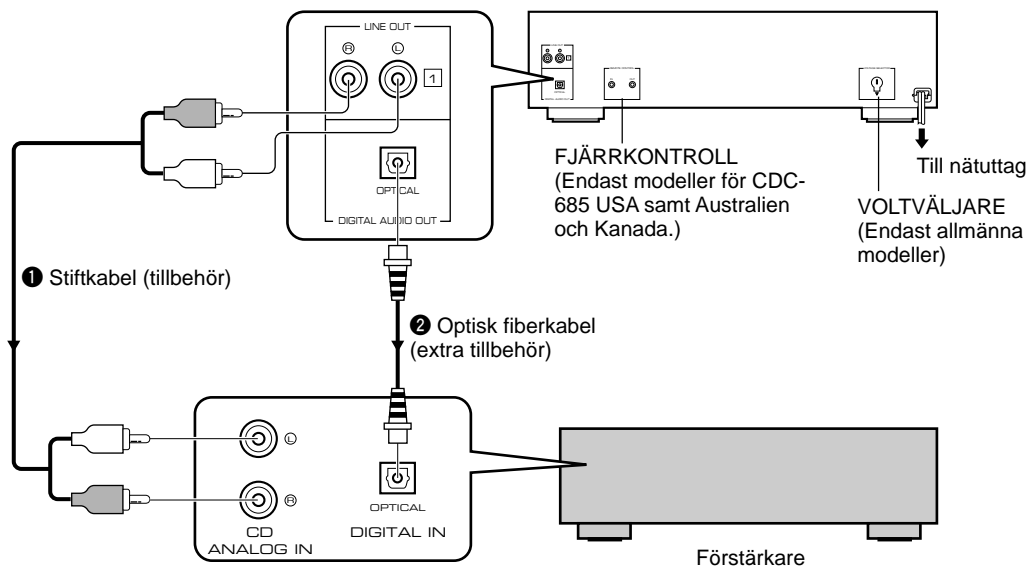 LINE OUT
R L
1
OPTICAL
DIGITAL AUDIO OUT
FJÄRRKONTROLL
(Endast modeller för CDC-
685 USA samt Australien
och Kanada.)
Till nätuttag
VOLTVÄLJARE
(Endast allmänna
modeller)
❶ Stiftkabel (tillbehör)
❷ Optisk fiberkabel
(extra tillbehör)
L
R
OPTICAL
CD
ANALOG IN
DIGITAL IN
Förstärkare